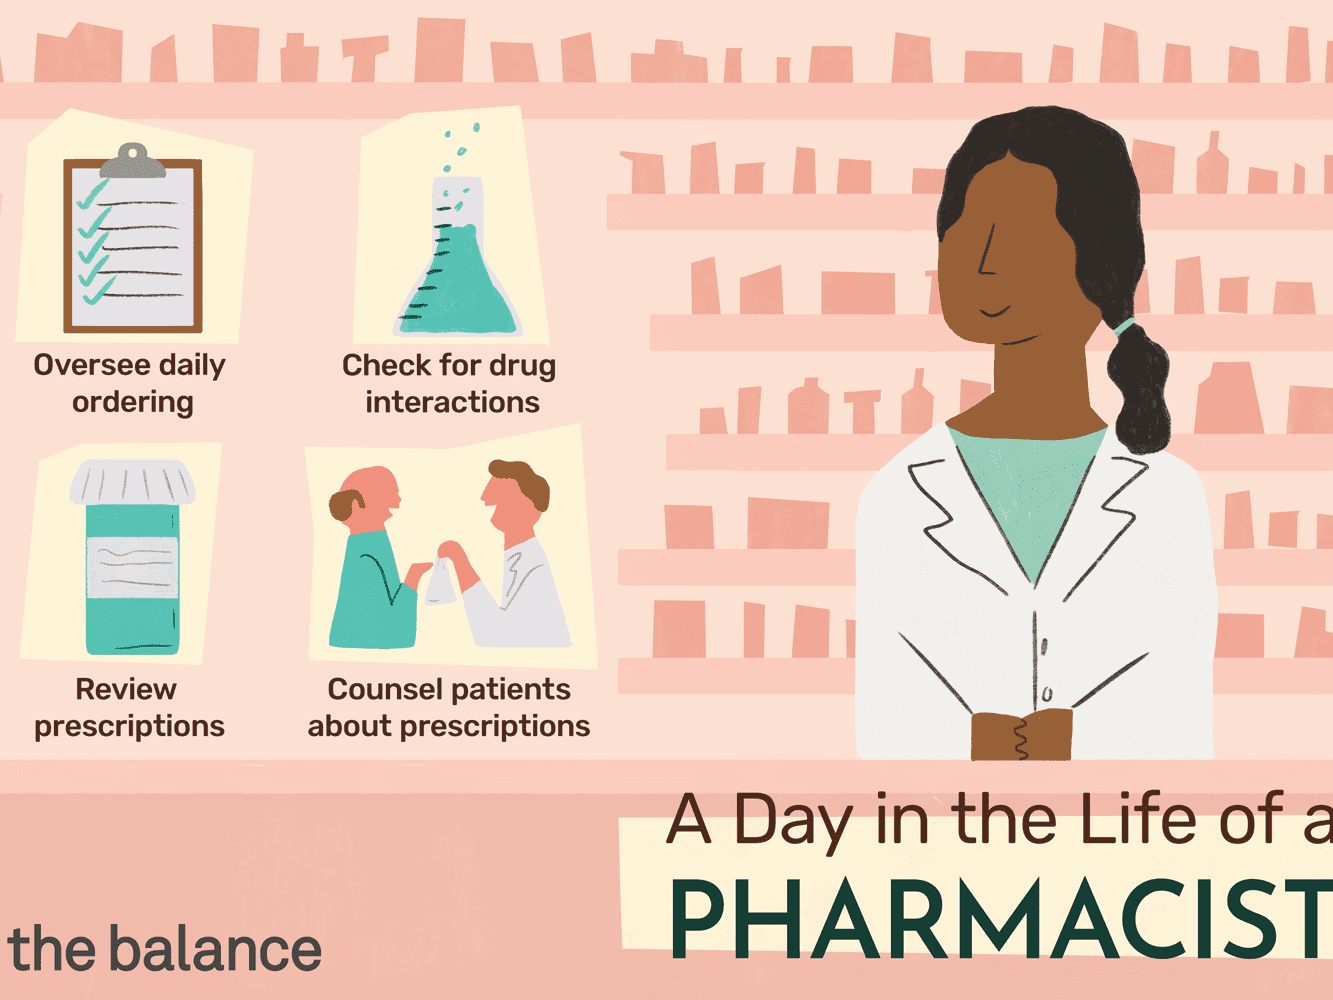 Oversee daily
ordering
Check for drug
interactions
Review
prescriptions
Counsel patients
about prescriptions
A Day in the Life of a
PHARMACIST
the balance